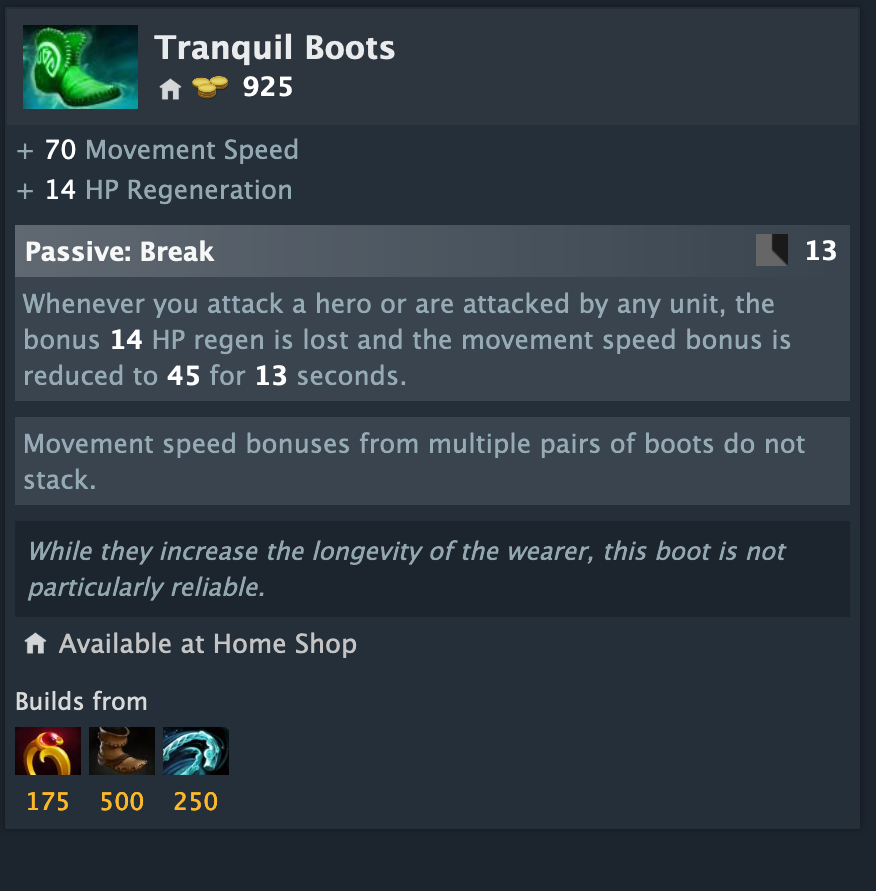 Tranquil Boots
925
+ 70 Movement Speed
+ 14 HP Regeneration
Passive: Break 13
Whenever you attack a hero or are attacked by any unit, the
bonus 14 HP regen is lost and the movement speed bonus is
reduced to 45 for 13 seconds.
Movement speed bonuses from multiple pairs of boots do not
stack.
While they increase the longevity of the wearer, this boot is not
particularly reliable.
Available at Home Shop
Builds from
175 500 250